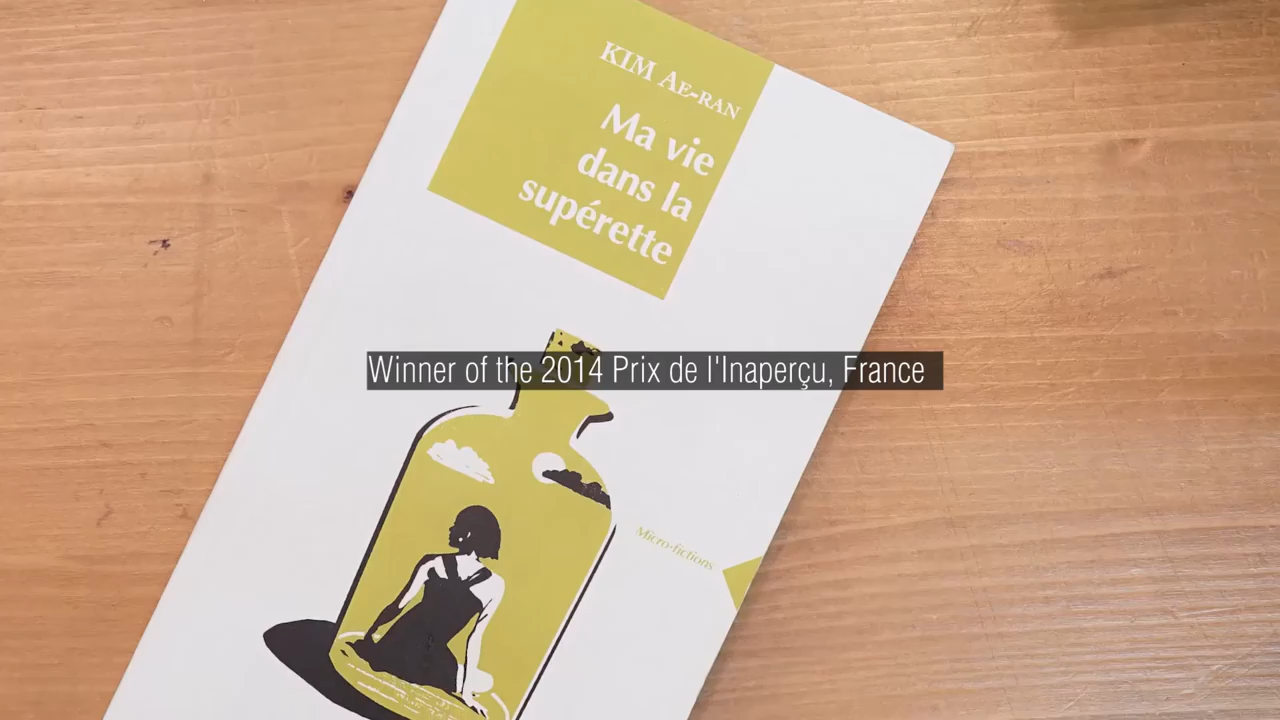 KIM AE-RAN
Ma vie
dans la
supérette
Winner of the 2014 Prix de l'Inaperçu, France
Micro-fictions